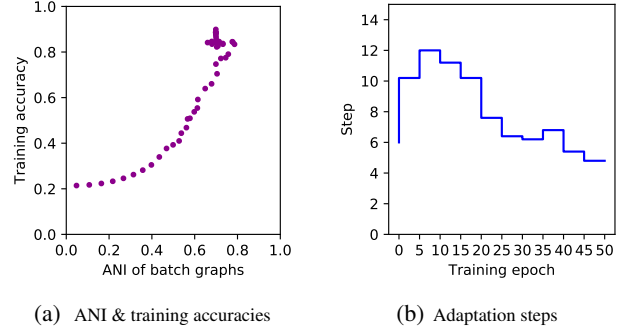 1.0
0.8
0.6
0.4
0.2
0.0
Training accuracy
0.0 0.2 0.4 0.6 0.8 1.0
ANI of batch graphs
(a) ANI & training accuracies
14
12
10
8
6
4
2
0
Step
0 5 10 15 20 25 30 35 40 45 50
Training epoch
(b) Adaptation steps